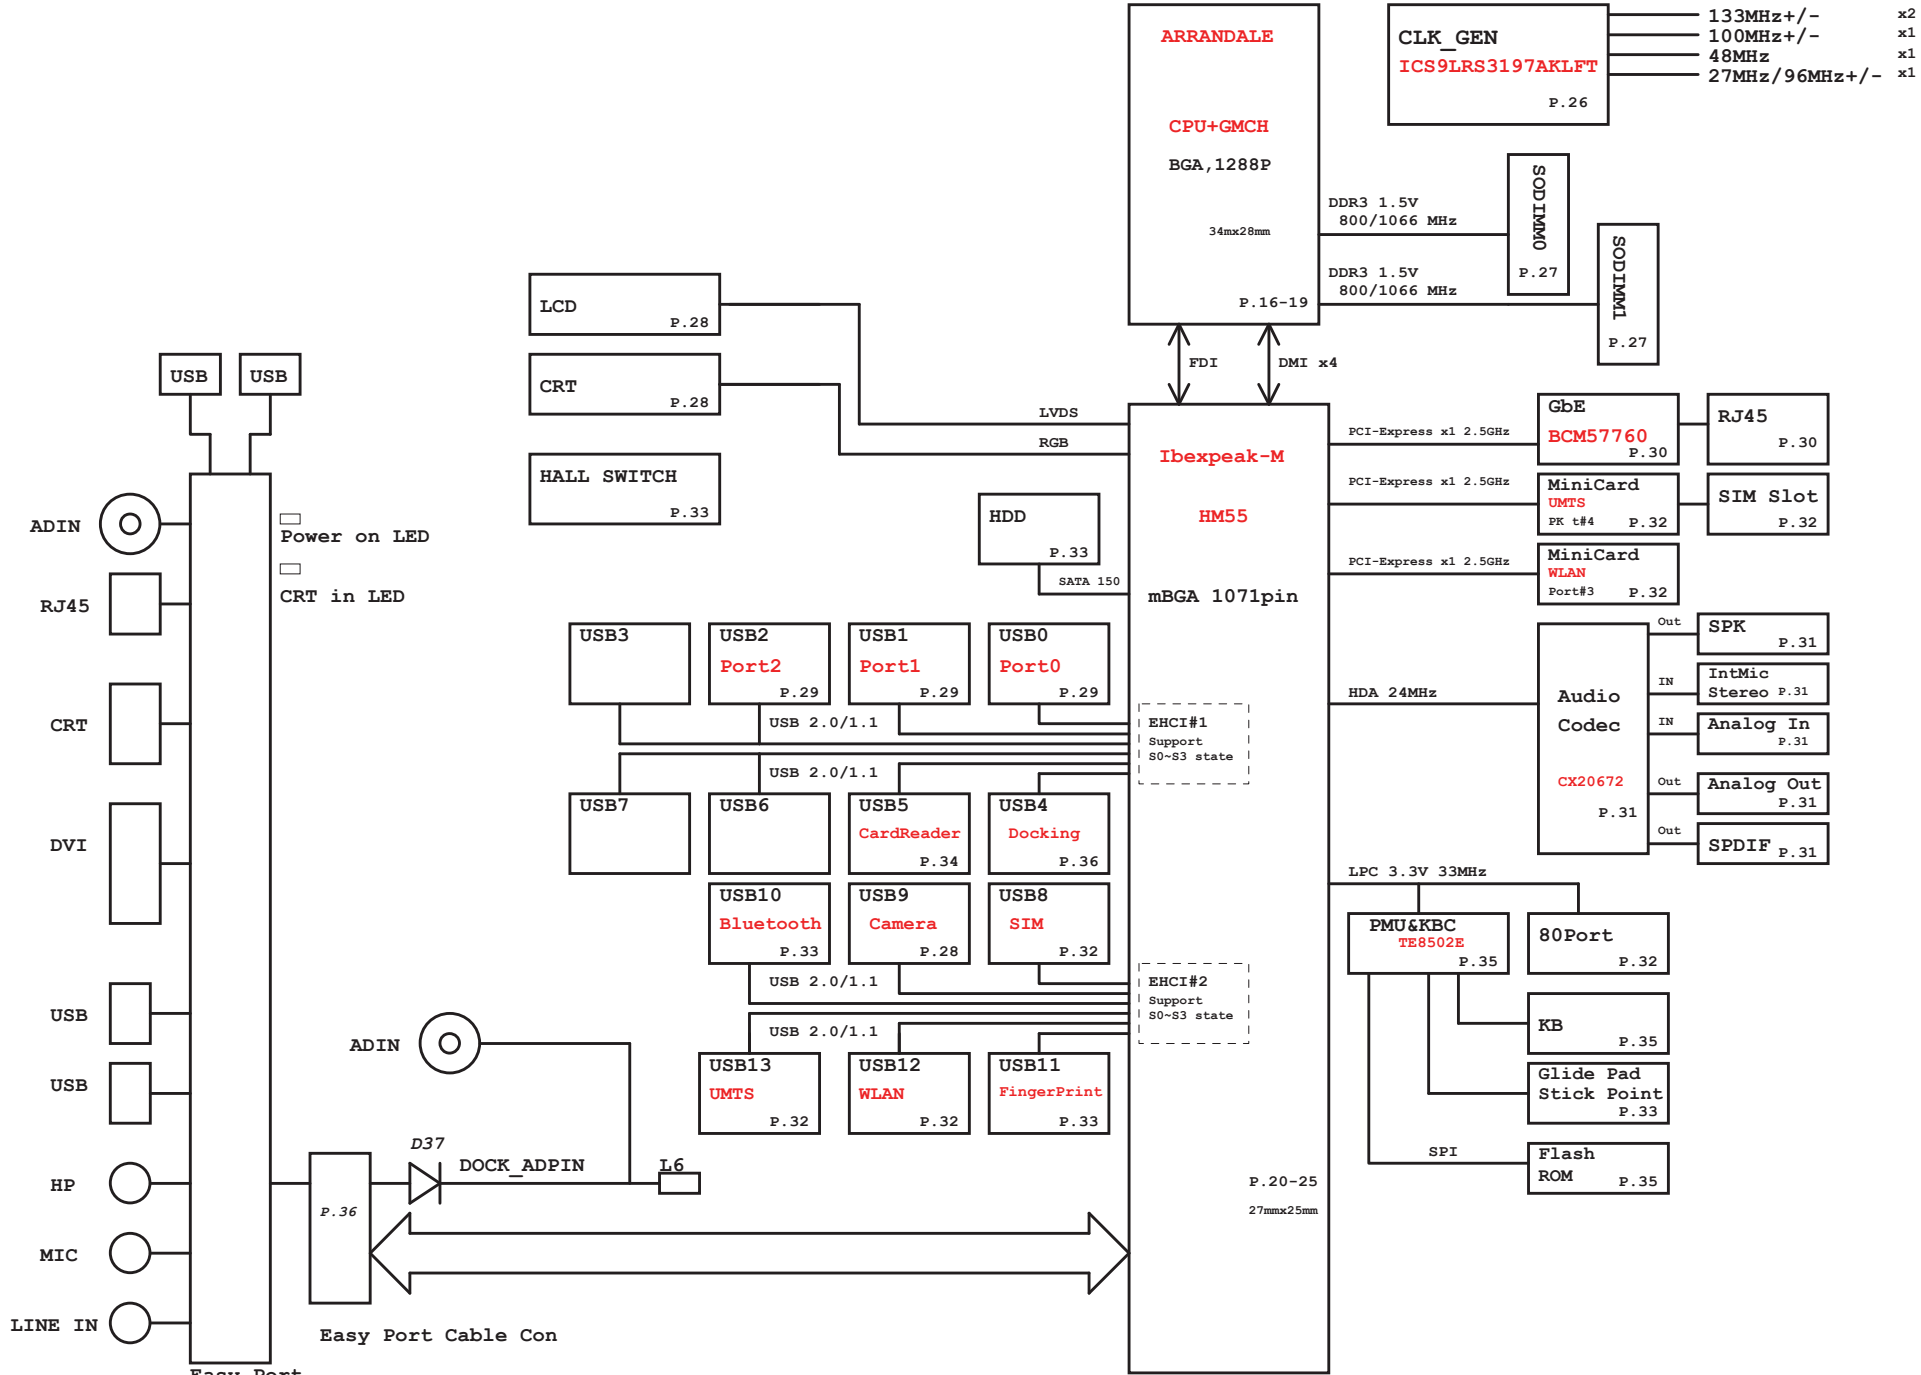 ARRANDALE
CPU+GMCH
BGA,1288P
34mx28mm
P.16-19
CLK_GEN
ICS9LRS3197AKLFT
P.26
133MHz+/- x2
100MHz+/- x1
48MHz x1
27MHz/96MHz+/- x1
DDR3 1.5V
800/1066 MHz
SODIMM0
P.27
DDR3 1.5V
800/1066 MHz
SODIMM1
P.27
FDI
DMI x4
LCD
P.28
CRT
P.28
HALL SWITCH
P.33
LVDS
RGB
HDD
P.33
SATA 150
Ibexpeak-M
HM55
mBGA 1071pin
P.20-25
27mmx25mm
PCI-Express x1 2.5GHz
GbE
BCM57760
P.30
RJ45
P.30
PCI-Express x1 2.5GHz
MiniCard
UMTS
PK t#4 P.32
SIM Slot
P.32
PCI-Express x1 2.5GHz
MiniCard
WLAN
Port#3 P.32
HDA 24MHz
Audio
Codec
CX20672
P.31
Out
SPK
P.31
IN
IntMic
Stereo P.31
IN
Analog In
P.31
Out
Analog Out
P.31
Out
SPDIF P.31
LPC 3.3V 33MHz
PMU&KBC
TE8502E
P.35
80Port
P.32
KB
P.35
Glide Pad
Stick Point
P.33
SPI
Flash
ROM P.35
USB3
USB2
Port2
P.29
USB1
Port1
P.29
USB0
Port0
P.29
USB 2.0/1.1
EHCI#1
Support
S0~S3 state
USB 2.0/1.1
USB7
USB6
USB5
CardReader
P.34
USB4
Docking
P.36
USB10
Bluetooth
P.33
USB9
Camera
P.28
USB8
SIM
P.32
USB 2.0/1.1
EHCI#2
Support
S0~S3 state
USB 2.0/1.1
USB13
UMTS
P.32
USB12
WLAN
P.32
USB11
FingerPrint
P.33
USB
USB
ADIN
Power on LED
CRT in LED
RJ45
CRT
DVI
USB
USB
HP
MIC
LINE IN
ADIN
D37
DOCK_ADPIN
L6
P.36
Easy Port Cable Con
Easy Port